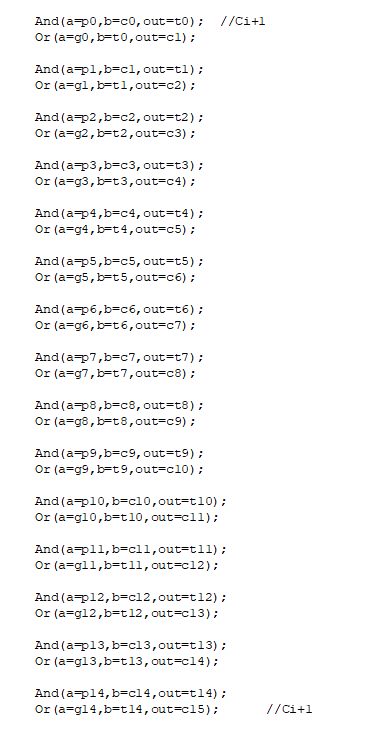 And(a=p0,b=c0,out=t0);  //Ci+1
Or(a=g0,b=t0,out=c1);
And(a=p1,b=c1,out=t1);
Or(a=g1,b=t1,out=c2);
And(a=p2,b=c2,out=t2);
Or(a=g2,b=t2,out=c3);
And(a=p3,b=c3,out=t3);
Or(a=g3,b=t3,out=c4);
And(a=p4,b=c4,out=t4);
Or(a=g4,b=t4,out=c5);
And(a=p5,b=c5,out=t5);
Or(a=g5,b=t5,out=c6);
And(a=p6,b=c6,out=t6);
Or(a=g6,b=t6,out=c7);
And(a=p7,b=c7,out=t7);
Or(a=g7,b=t7,out=c8);
And(a=p8,b=c8,out=t8);
Or(a=g8,b=t8,out=c9);
And(a=p9,b=c9,out=t9);
Or(a=g9,b=t9,out=c10);
And(a=p10,b=c10,out=t10);
Or(a=g10,b=t10,out=c11);
And(a=p11,b=c11,out=t11);
Or(a=g11,b=t11,out=c12);
And(a=p12,b=c12,out=t12);
Or(a=g12,b=t12,out=c13);
And(a=p13,b=c13,out=t13);
Or(a=g13,b=t13,out=c14);
And(a=p14,b=c14,out=t14);
Or(a=g14,b=t14,out=c15);      //Ci+1